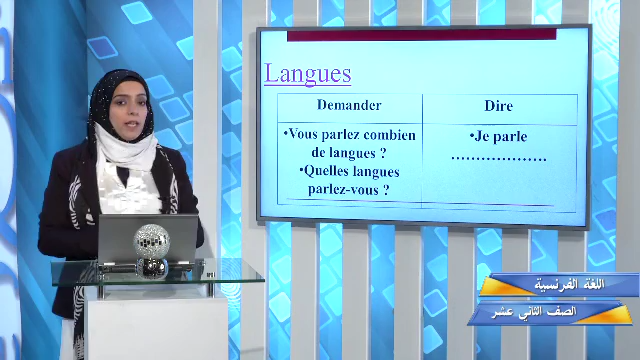 Langues
Demander
Dire
•Vous parlez combien
de langues ?
•Quelles langues
parlez-vous ?
•Je parle
...................
اللغة الفرنسية
الصف الثاني عشر